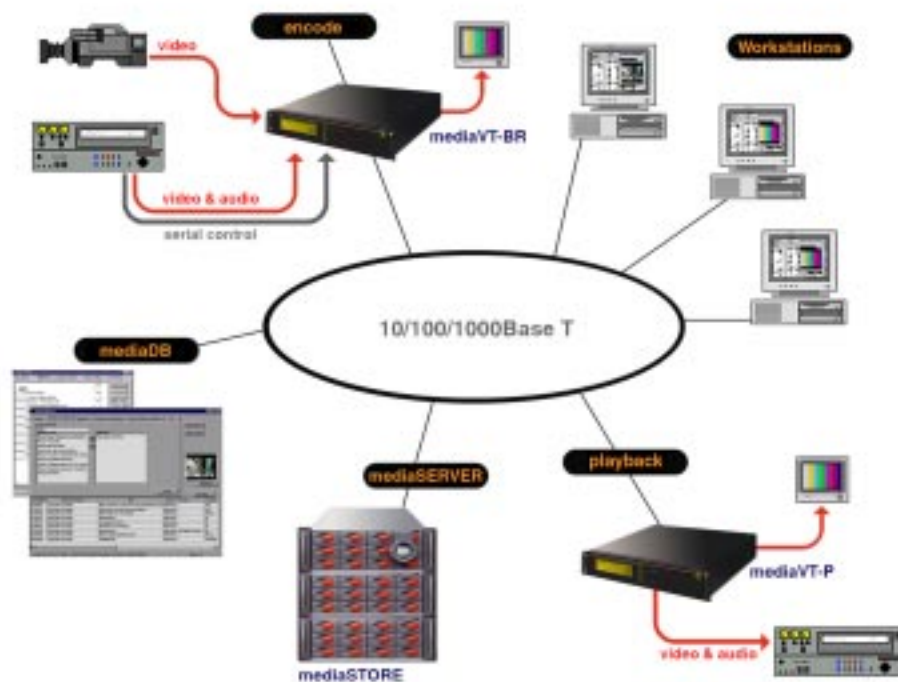 encode
video
Workstations
mediaVT-BR
video & audio
serial control
10/100/1000Base T
mediaDB
mediaSERVER
playback
mediaVT-P
video & audio
mediaSTORE